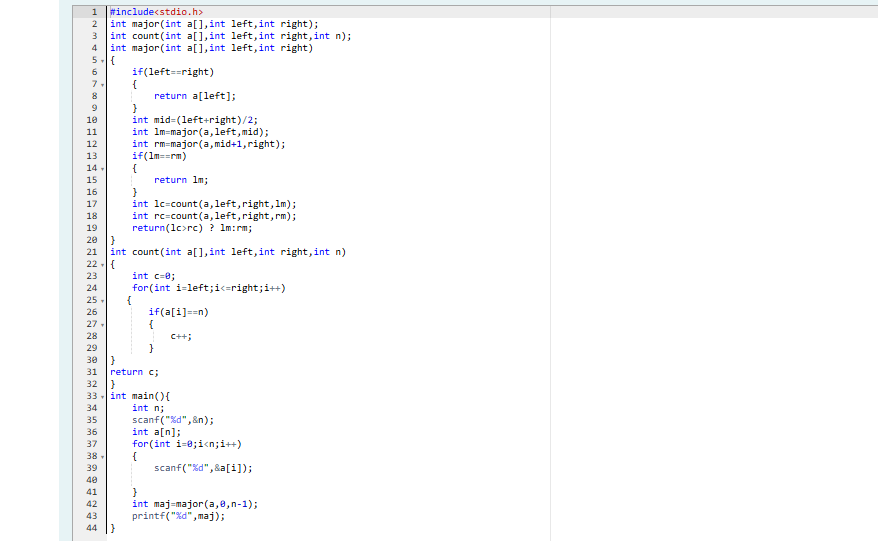 1 #include<stdio.h>
2 int major(int a[],int left,int right);
3 int count(int a[],int left,int right,int n);
4 int major(int a[],int left,int right)
5 {
6     if(left==right)
7     {
8         return a[left];
9     }
10     int mid=(left+right)/2;
11     int lm=major(a,left,mid);
12     int rm=major(a,mid+1,right);
13     if(lm==rm)
14     {
15         return lm;
16     }
17     int lc=count(a,left,right,lm);
18     int rc=count(a,left,right,rm);
19     return(lc>rc) ? lm:rm;
20 }
21 int count(int a[],int left,int right,int n)
22 {
23     int c=0;
24     for(int i=left;i<=right;i++)
25    {
26        if(a[i]==n)
27        {
28            c++;
29        }
30 }
31 return c;
32 }
33 int main(){
34     int n;
35     scanf("%d",&n);
36     int a[n];
37     for(int i=0;i<n;i++)
38     {
39         scanf("%d",&a[i]);
40
41     }
42     int maj=major(a,0,n-1);
43     printf("%d",maj);
44 }